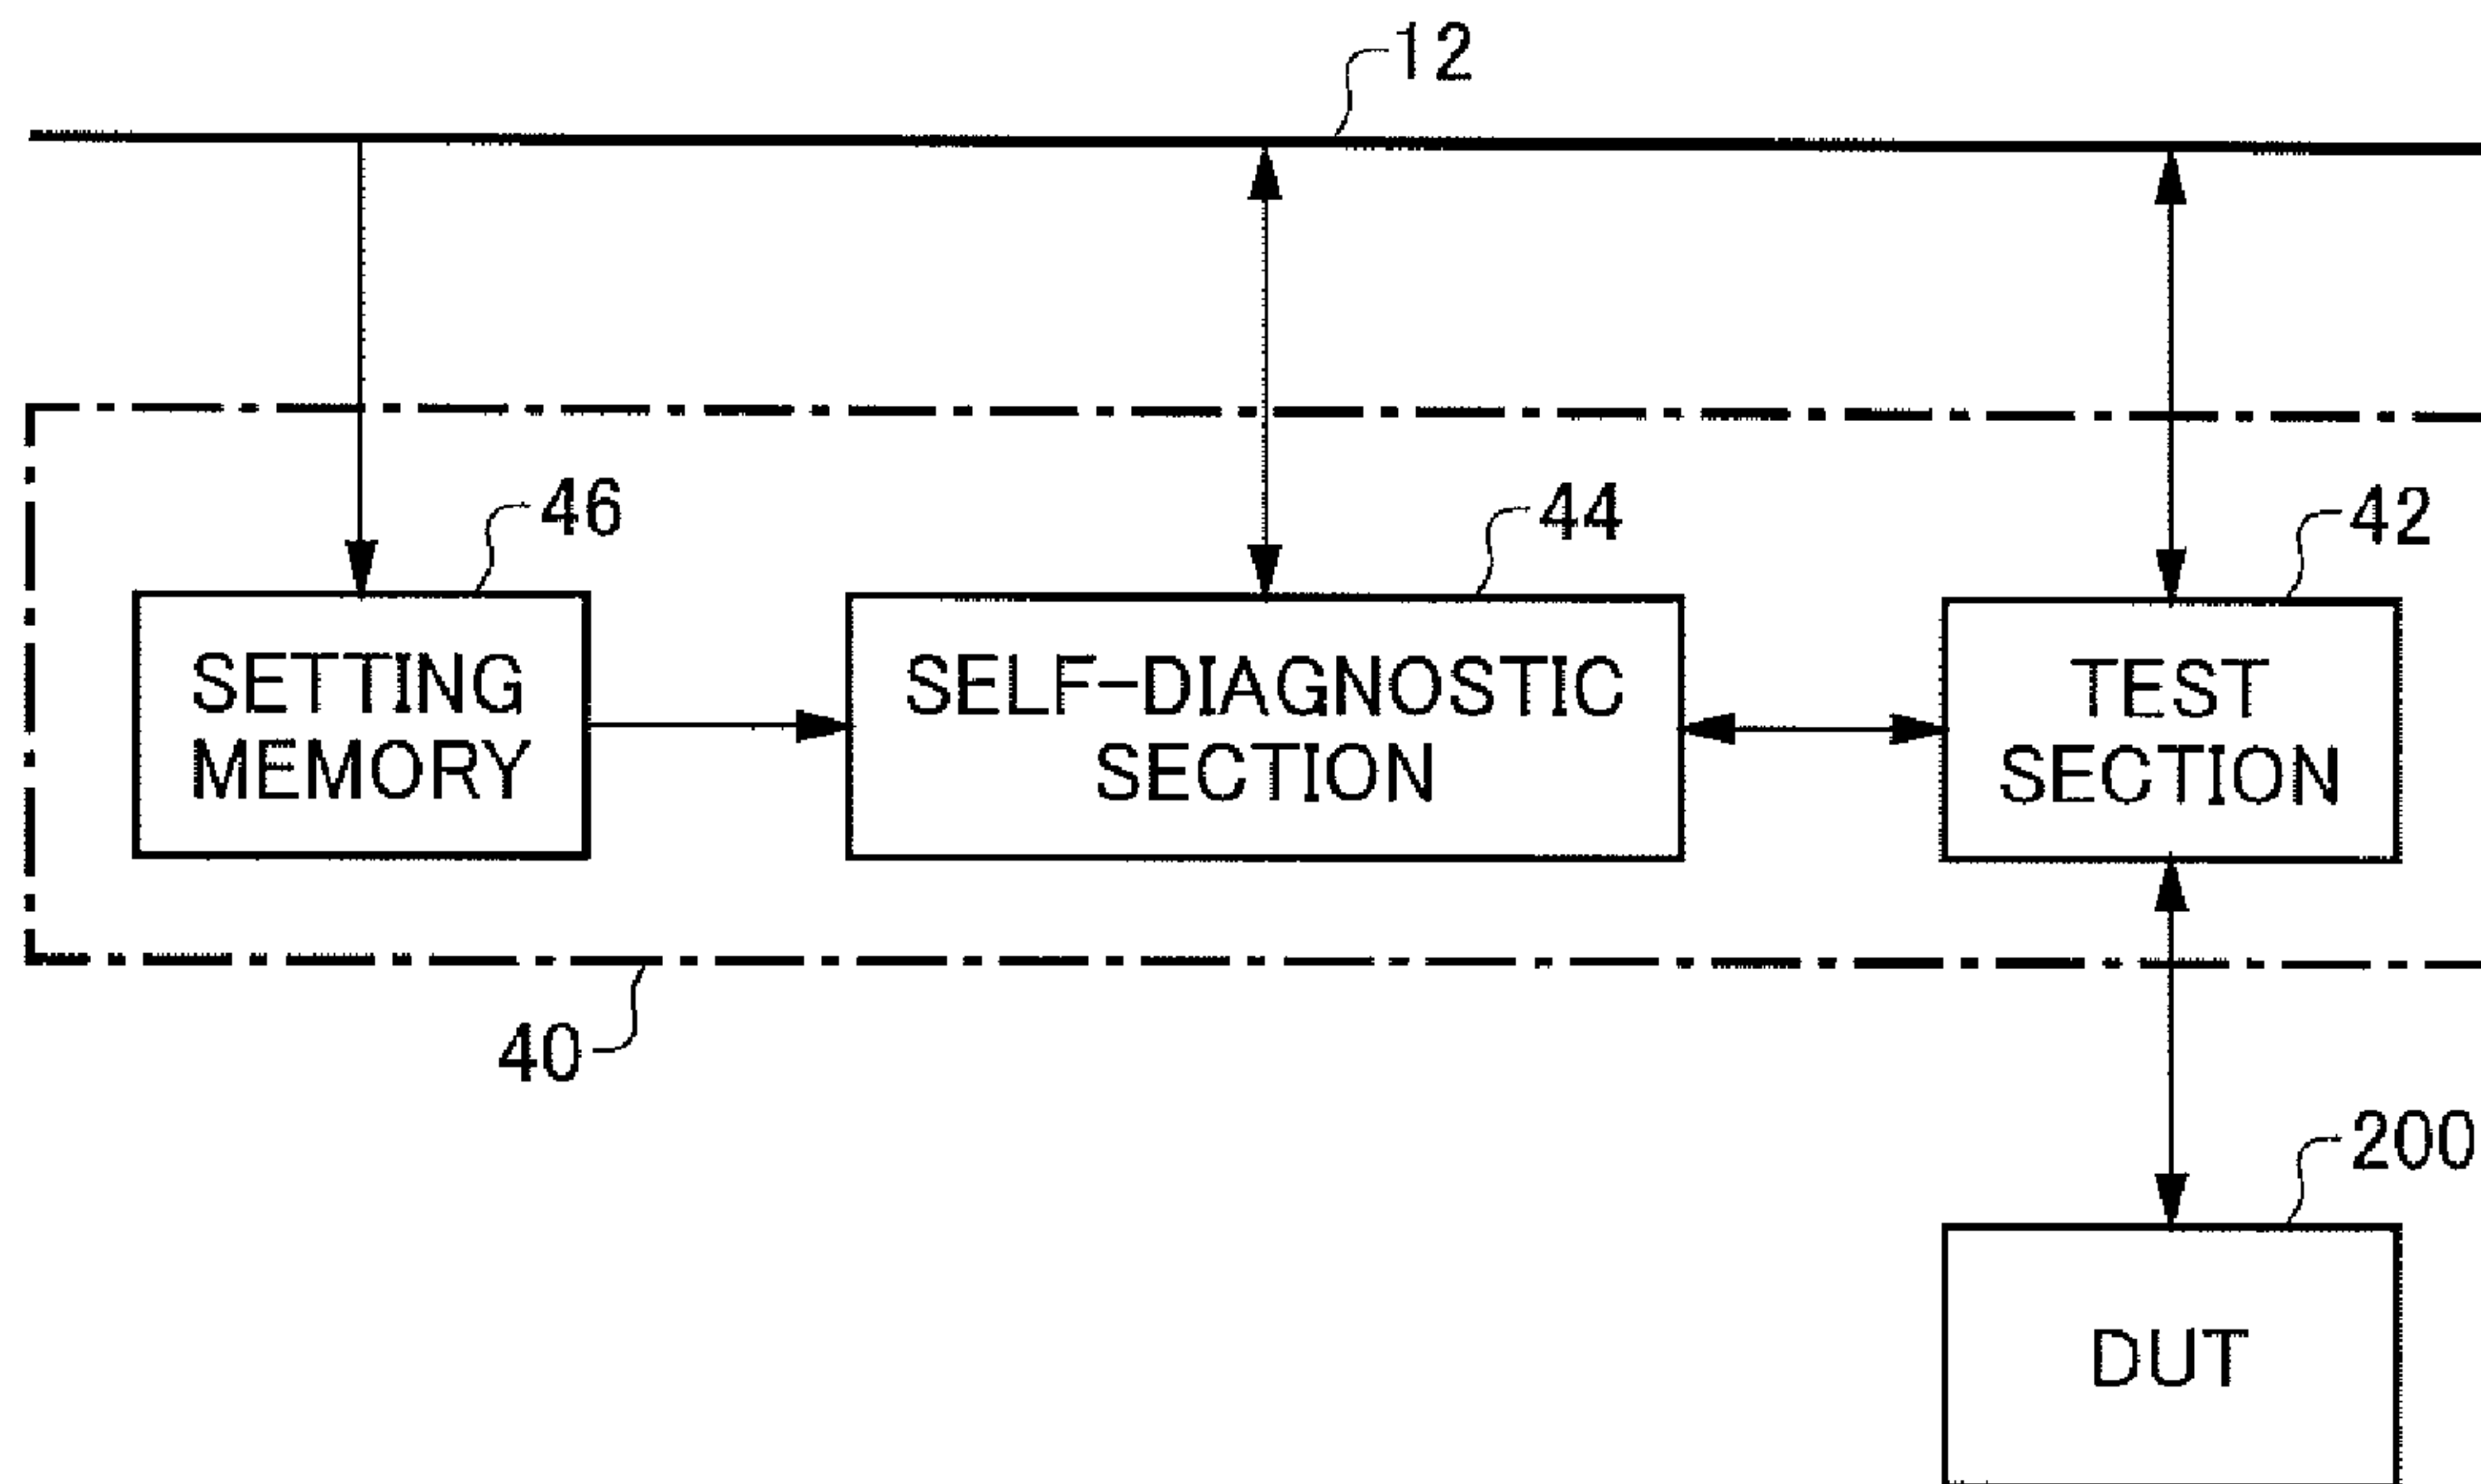 12
46
44
42
SETTING
MEMORY
SELF-DIAGNOSTIC
SECTION
TEST
SECTION
40
200
DUT